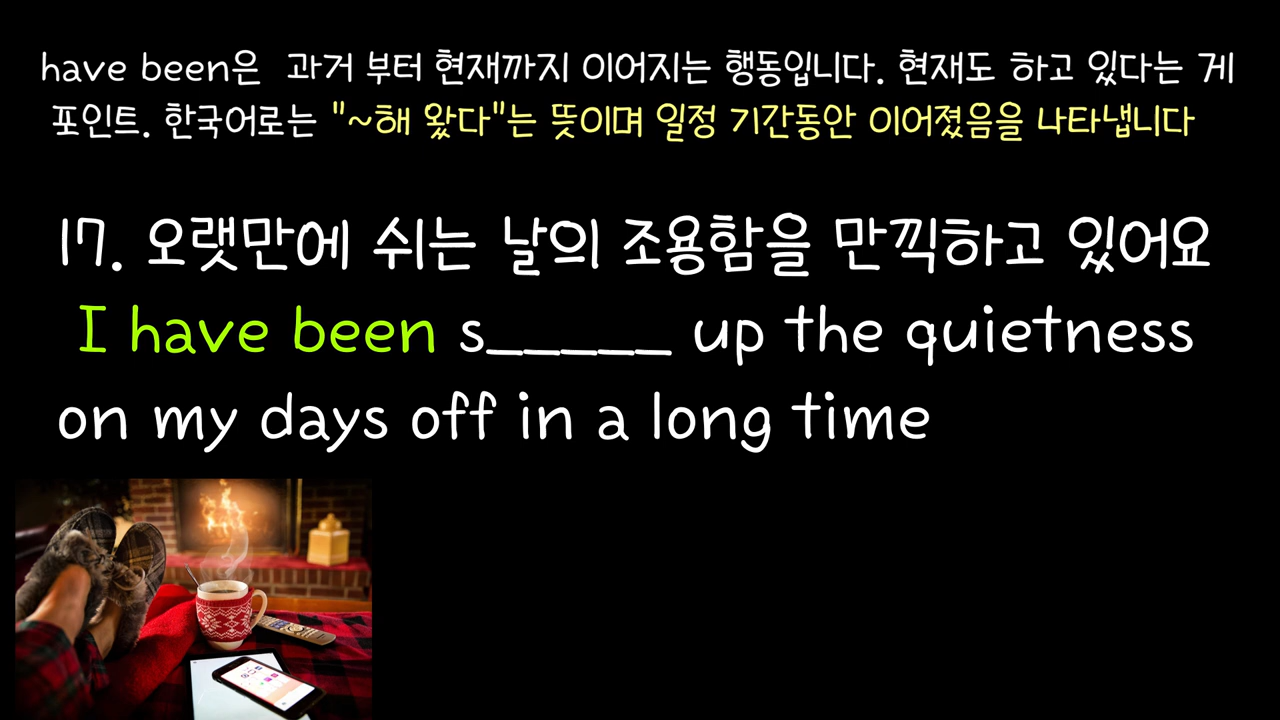 have been은 과거 부터 현재까지 이어지는 행동입니다. 현재도 하고 있다는 게
포인트. 한국어로는 "~해 왔다"는 뜻이며 일정 기간동안 이어졌음을 나타냅니다
17. 오랫만에 쉬는 날의 조용함을 만끽하고 있어요
I have been s_____ up the quietness
on my days off in a long time